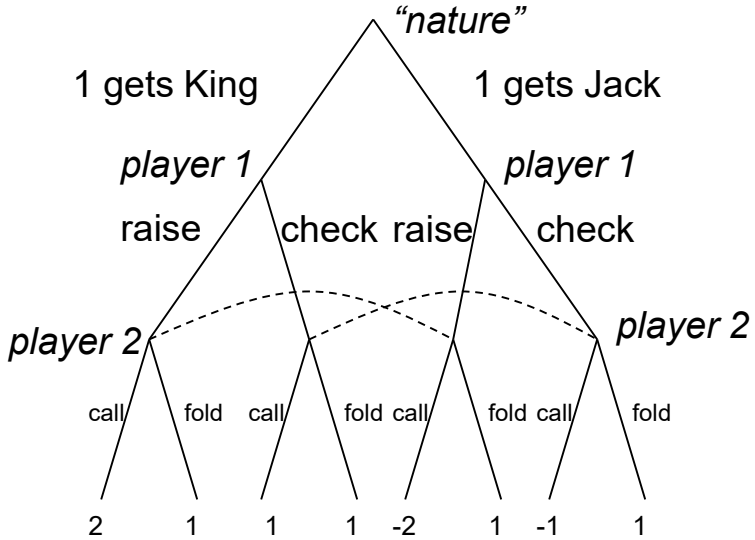 “nature”
1 gets King
1 gets Jack
player 1
player 1
raise
check
raise
check
player 2
player 2
call
fold
call
fold
call
fold
call
fold
2
1
1
1
-2
1
-1
1